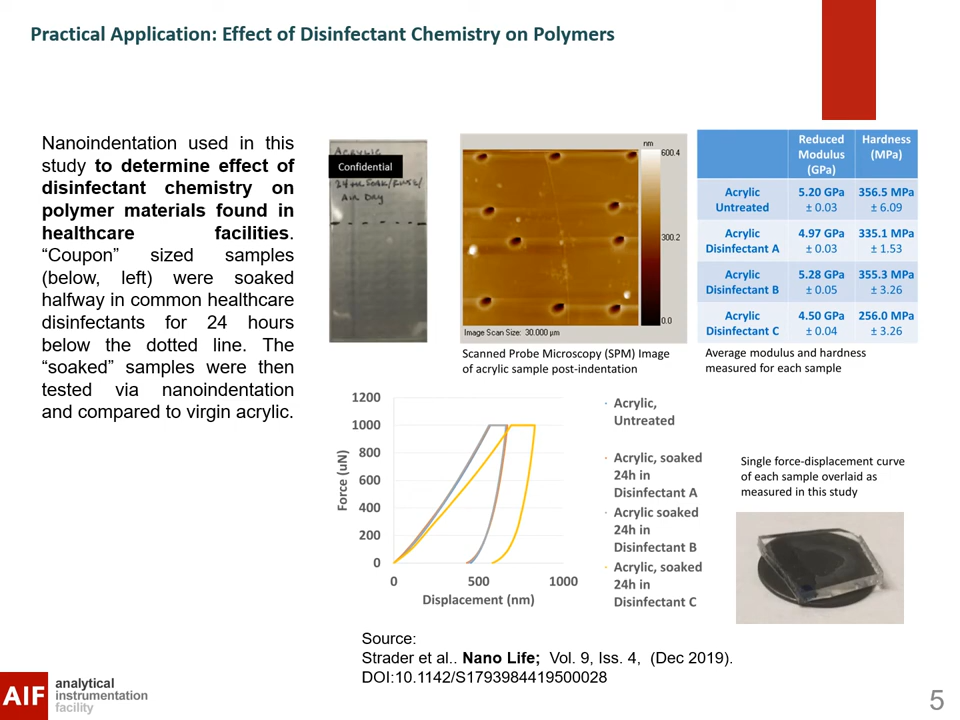 Practical Application: Effect of Disinfectant Chemistry on Polymers
Nanoindentation used in this
study to determine effect of
disinfectant chemistry on
polymer materials found in
healthcare facilities.
“Coupon” sized samples
(below, left) were soaked
halfway in common healthcare
disinfectants for 24 hours
below the dotted line. The
“soaked” samples were then
tested via nanoindentation
and compared to virgin acrylic.
ACRYLIC
Confidential
24 HR SOAK/RINSE/
AIR DRY
nm
600.4
300.2
0.0
Image Scan Size: 30.000 µm
Scanned Probe Microscopy (SPM) Image
of acrylic sample post-indentation
Reduced Modulus (GPa) Hardness (MPa)
Acrylic Untreated 5.20 GPa ± 0.03 356.5 MPa ± 6.09
Acrylic Disinfectant A 4.97 GPa ± 0.03 335.1 MPa ± 1.53
Acrylic Disinfectant B 5.28 GPa ± 0.05 355.3 MPa ± 3.26
Acrylic Disinfectant C 4.50 GPa ± 0.04 256.0 MPa ± 3.26
Average modulus and hardness
measured for each sample
Force (uN)
1200
1000
800
600
400
200
0
0 500 1000
Displacement (nm)
Acrylic,
Untreated
Acrylic, soaked
24h in
Disinfectant A
Acrylic soaked
24h in
Disinfectant B
Acrylic, soaked
24h in
Disinfectant C
Single force-displacement curve
of each sample overlaid as
measured in this study
Source:
Strader et al.. Nano Life; Vol. 9, Iss. 4, (Dec 2019).
DOI:10.1142/S1793984419500028
AIF
analytical
instrumentation
facility
5